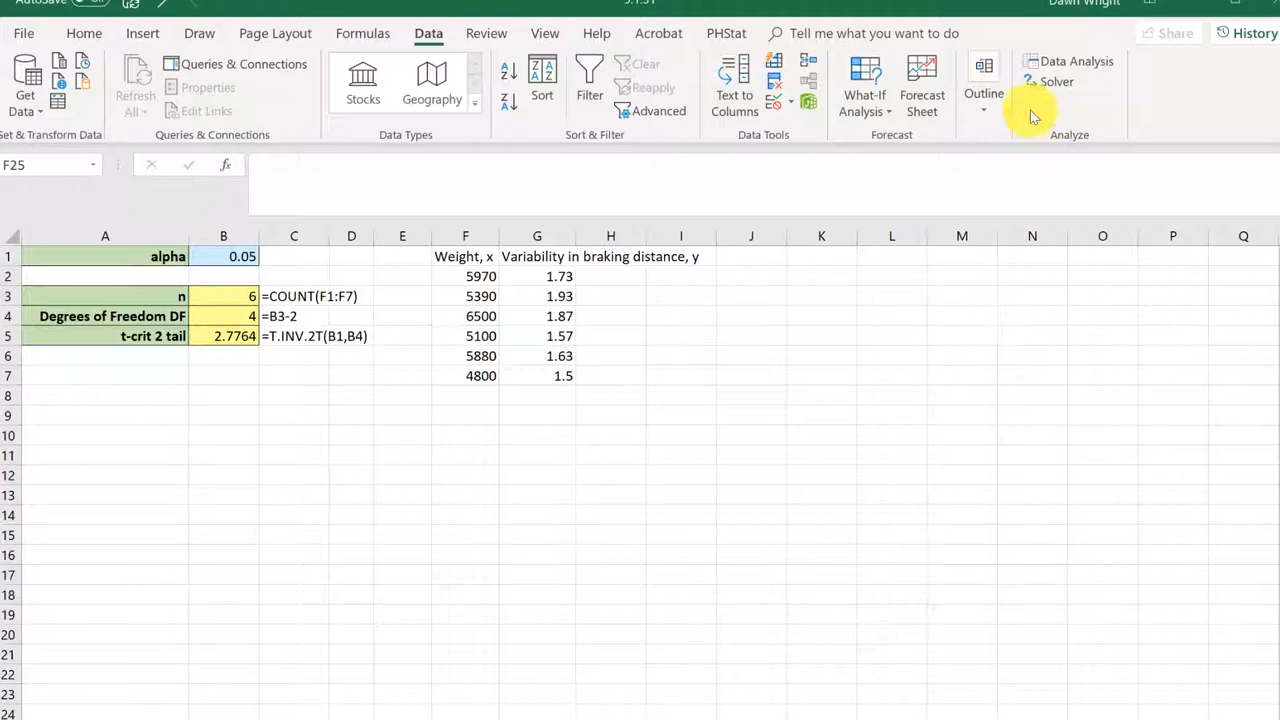 AutoSave
9.1.31
Dawn Wright
File Home Insert Draw Page Layout Formulas Data Review View Help Acrobat PHStat Tell me what you want to do Share History
Get Data
Refresh All
Queries & Connections
Properties
Edit Links
Stocks
Geography
Sort
Filter
Clear
Reapply
Advanced
Text to Columns
What-If Analysis
Forecast Sheet
Outline
Data Analysis
Solver
Get & Transform Data Queries & Connections Data Types Sort & Filter Data Tools Forecast Analyze
F25 fx
A B C D E F G H I J K L M N O P Q
1 alpha 0.05 Weight, x Variability in braking distance, y
2 5970 1.73
3 n 6 =COUNT(F1:F7) 5390 1.93
4 Degrees of Freedom DF 4 =B3-2 6500 1.87
5 t-crit 2 tail 2.7764 =T.INV.2T(B1,B4) 5100 1.57
6 5880 1.63
7 4800 1.5
8
9
10
11
12
13
14
15
16
17
18
19
20
21
22
23
24